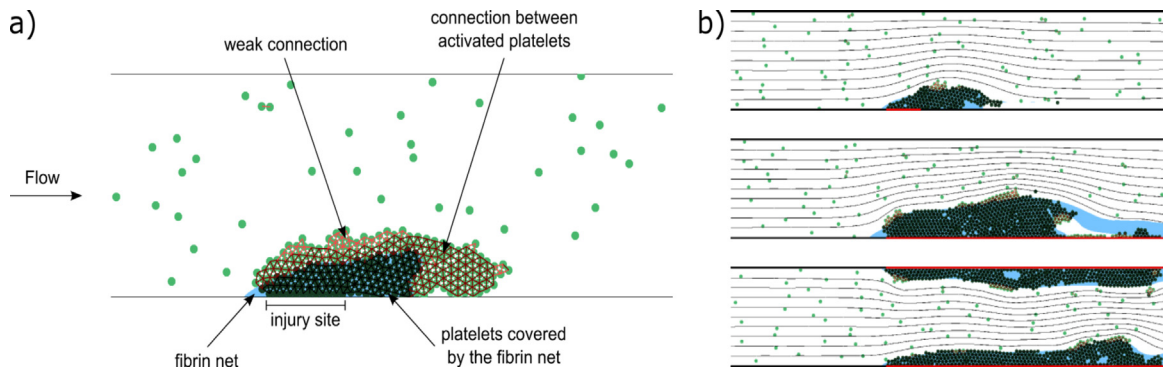 a)
weak connection
connection between
activated platelets
Flow
injury site
fibrin net
platelets covered
by the fibrin net
b)